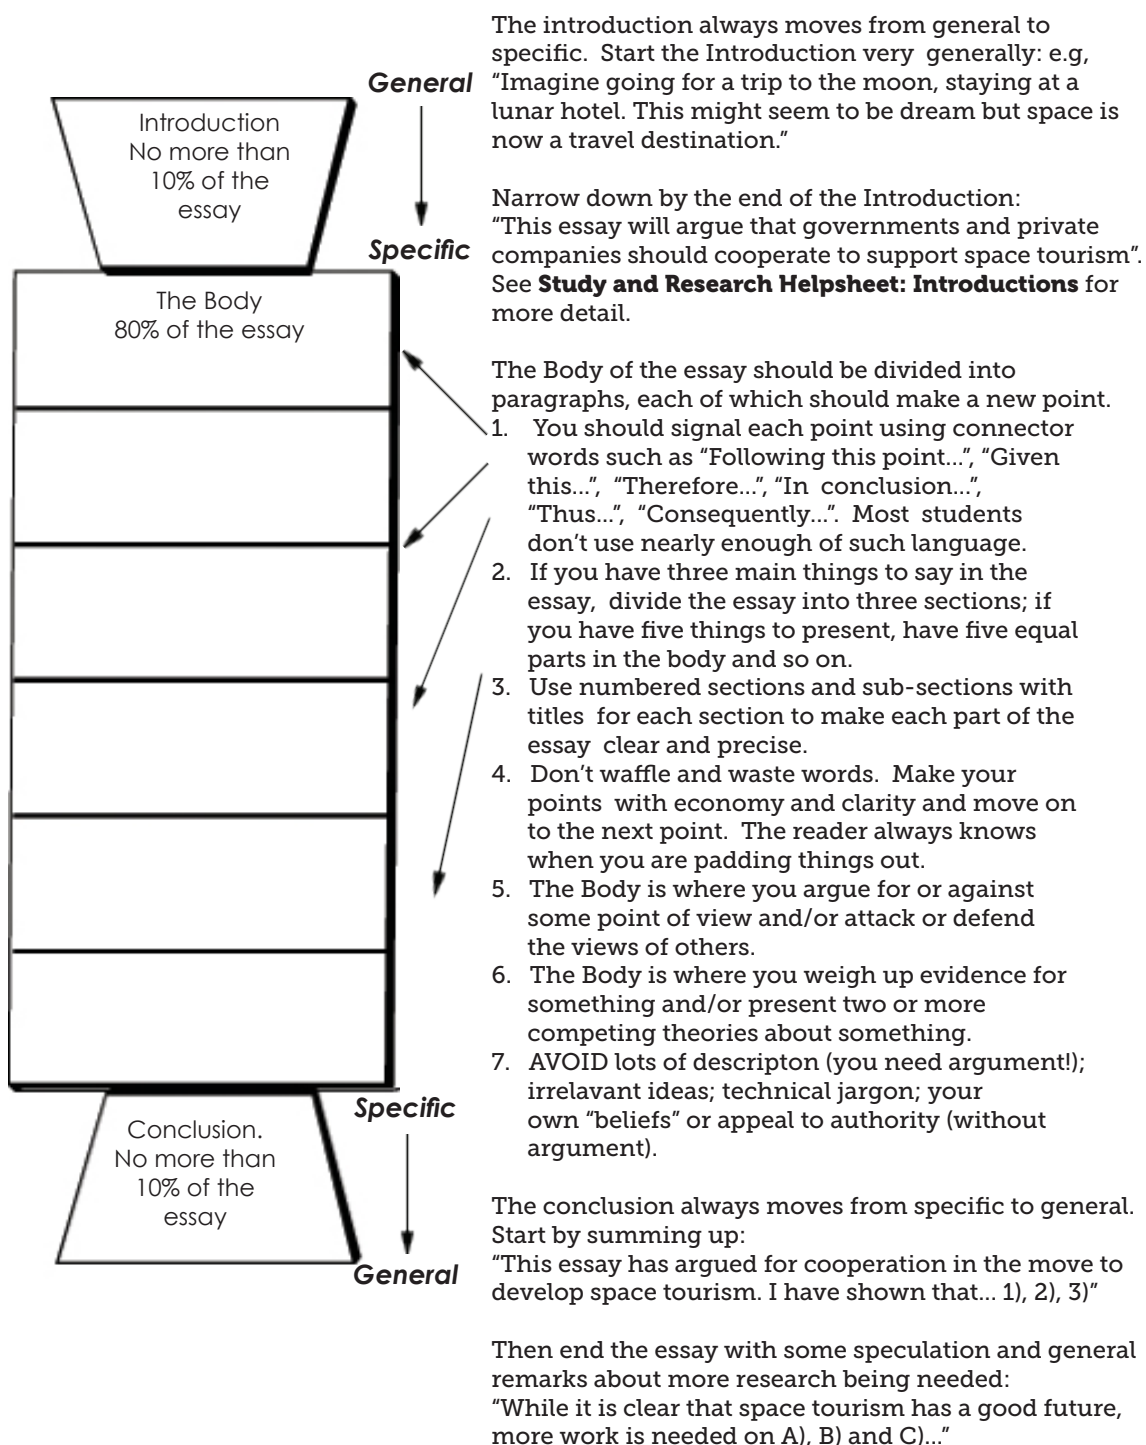 The introduction always moves from general to
specific.  Start the Introduction very  generally: e.g,
“Imagine going for a trip to the moon, staying at a
lunar hotel. This might seem to be dream but space is
now a travel destination.”
Narrow down by the end of the Introduction:
“This essay will argue that governments and private
companies should cooperate to support space tourism”.
See Study and Research Helpsheet: Introductions for
more detail.
General
Specific
Introduction
No more than
10% of the
essay
The Body
80% of the essay
The Body of the essay should be divided into
paragraphs, each of which should make a new point.
1.   You should signal each point using connector
words such as “Following this point...”, “Given
this...”,  “Therefore...”, “In  conclusion...”,
“Thus...”,  “Consequently...”.  Most  students
don’t use nearly enough of such language.
2.  If you have three main things to say in the
essay,  divide the essay into three sections; if
you have five things to present, have five equal
parts in the body and so on.
3.  Use numbered sections and sub-sections with
titles  for each section to make each part of the
essay  clear and precise.
4.  Don’t waffle and waste words.  Make your
points  with economy and clarity and move on
to the next point.  The reader always knows
when you are padding things out.
5.  The Body is where you argue for or against
some point of view and/or attack or defend
the views of others.
6.  The Body is where you weigh up evidence for
something and/or present two or more
competing theories about something.
7.  AVOID lots of descripton (you need argument!);
irrelavant ideas; technical jargon; your
own “beliefs” or appeal to authority (without
argument).
Specific
General
Conclusion.
No more than
10% of the
essay
The conclusion always moves from specific to general.
Start by summing up:
“This essay has argued for cooperation in the move to
develop space tourism. I have shown that... 1), 2), 3)”
Then end the essay with some speculation and general
remarks about more research being needed:
“While it is clear that space tourism has a good future,
more work is needed on A), B) and C)...”